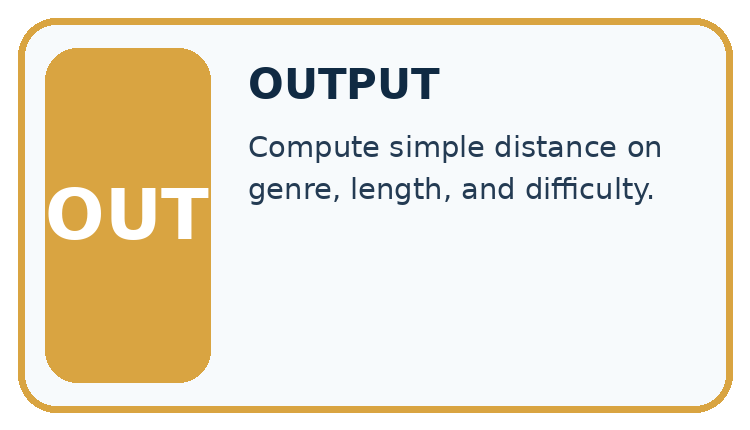 OUT
OUTPUT
Compute simple distance on
genre, length, and difficulty.